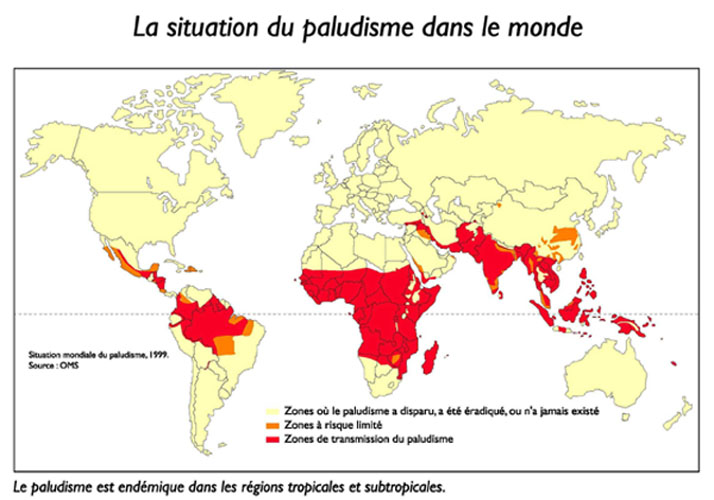 La situation du paludisme dans le monde
Situation mondiale du paludisme, 1999.
Source : OMS
Zones où le paludisme a disparu, a été éradiqué, ou n'a jamais existé
Zones à risque limité
Zones de transmission du paludisme
Le paludisme est endémique dans les régions tropicales et subtropicales.